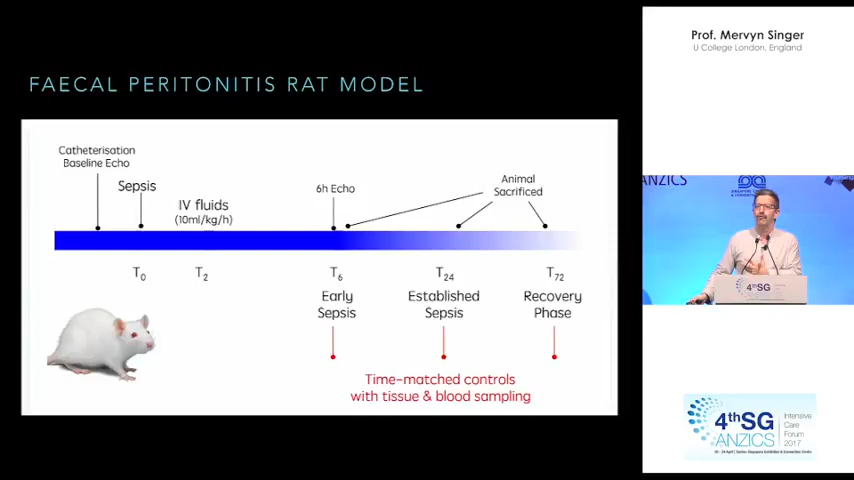 Prof. Mervyn Singer
U College London, England
FAECAL PERITONITIS RAT MODEL
Catheterisation
Baseline Echo
Sepsis
IV fluids
(10ml/kg/h)
6h Echo
Animal
Sacrificed
T0
T2
T6
T24
T72
Early
Sepsis
Established
Sepsis
Recovery
Phase
Time-matched controls
with tissue & blood sampling
ANZICS
4thSG
4thSG
ANZICS
Intensive
Care
Forum
2017